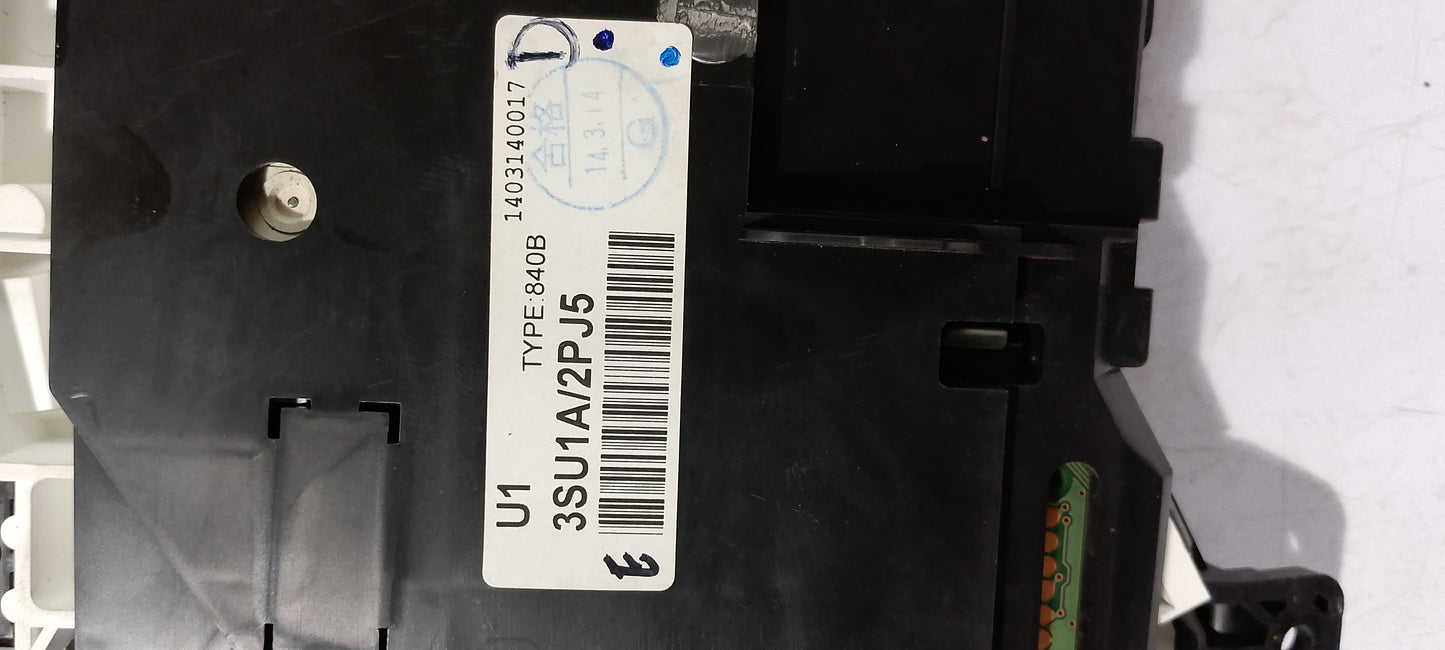 D
1403140017
合格
14.3.14
G
U1 TYPE:840B
3SU1A/2PJ5